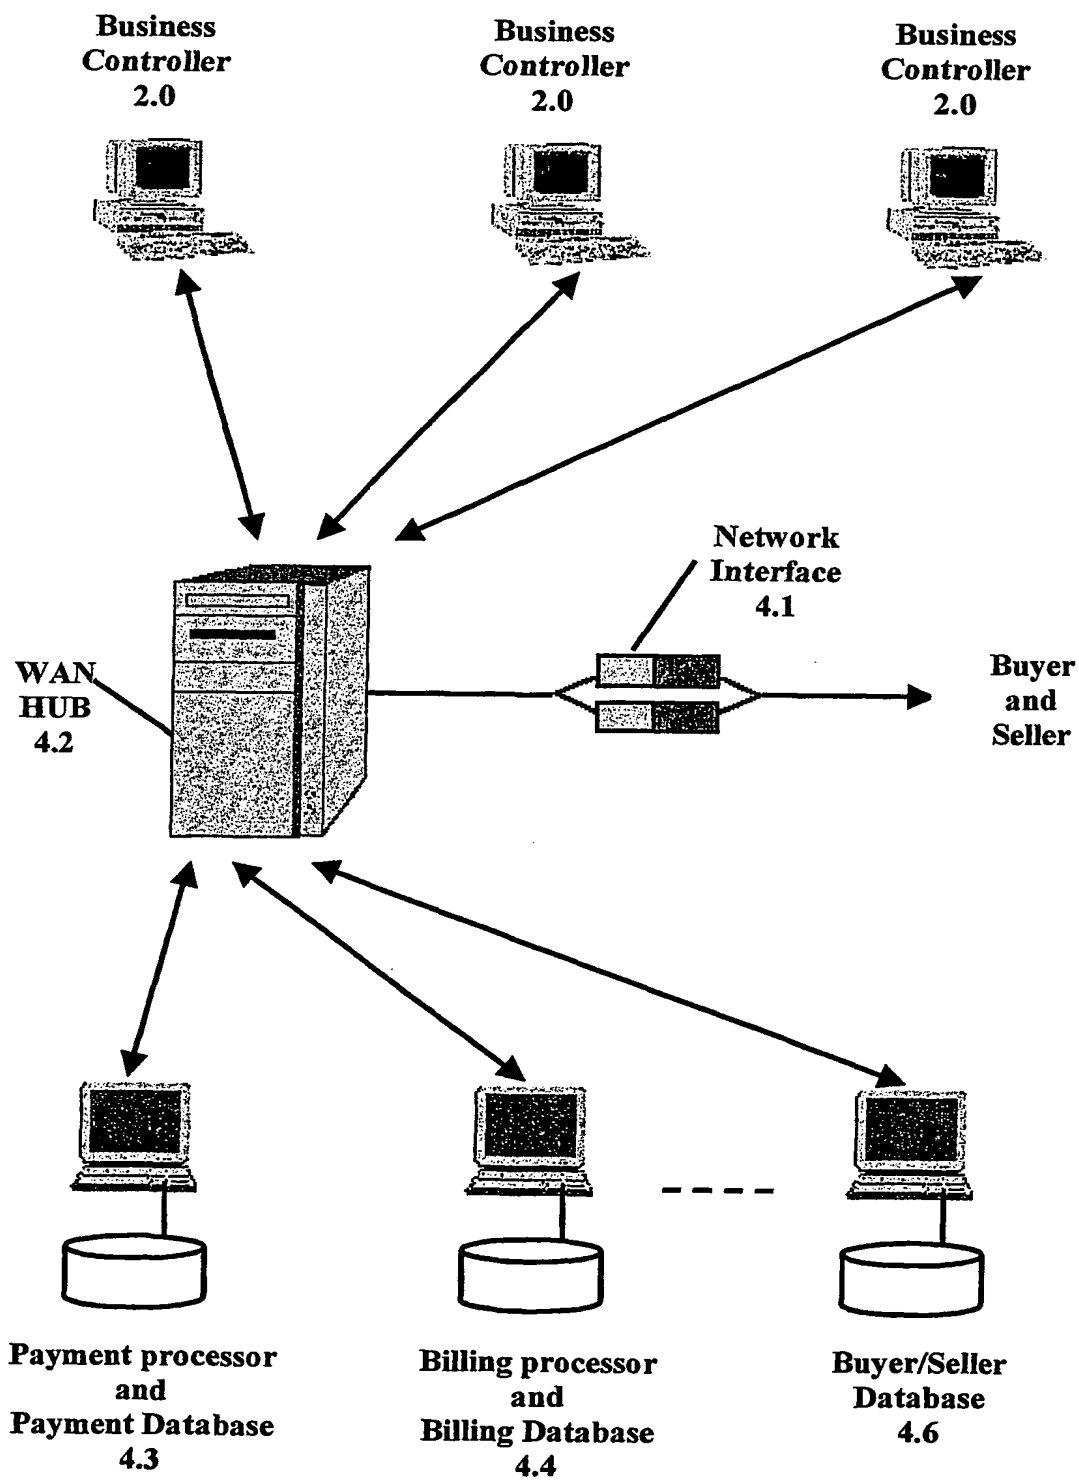 Business
Controller
2.0
Business
Controller
2.0
Business
Controller
2.0
Network
Interface
4.1
WAN
HUB
4.2
Buyer
and
Seller
Payment processor
and
Payment Database
4.3
Billing processor
and
Billing Database
4.4
Buyer/Seller
Database
4.6